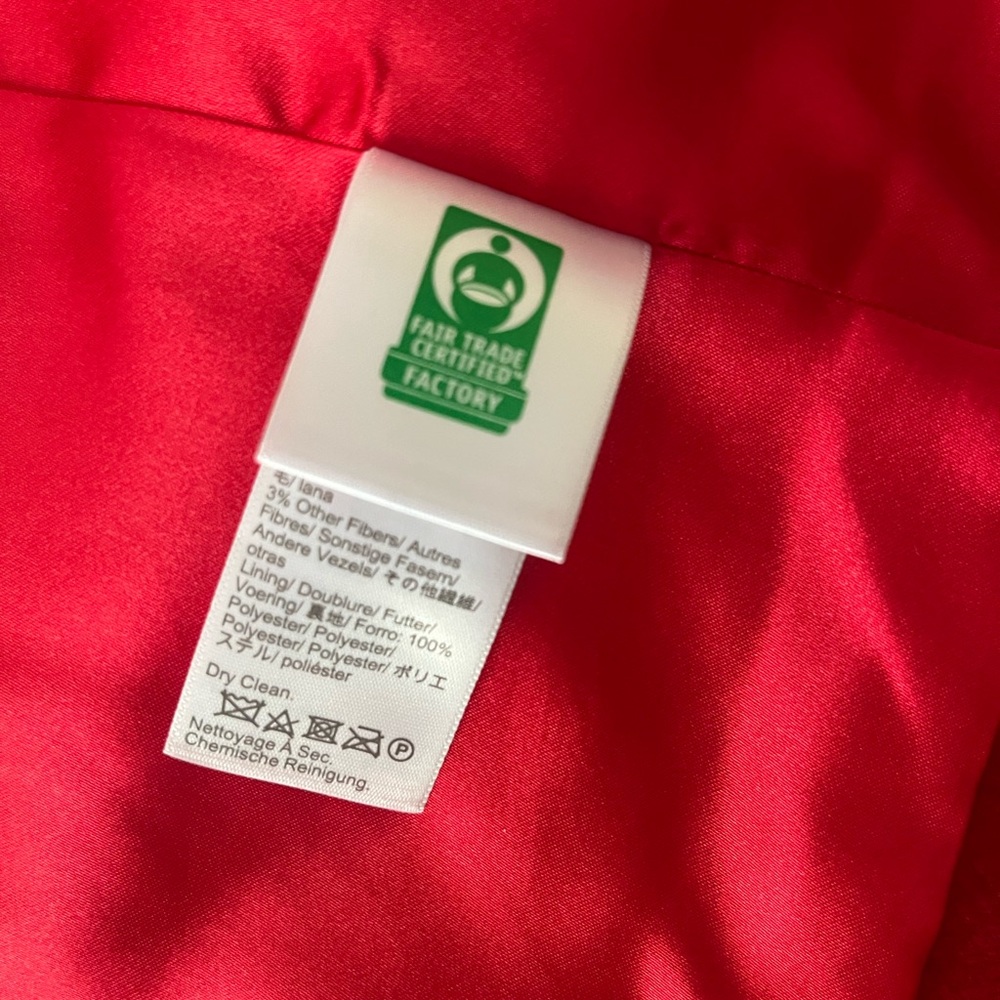 FAIR TRADE
CERTIFIED™
FACTORY
毛/ lana
3% Other Fibers/ Autres
Fibres/ Sonstige Fasern/
Andere Vezels/ その他繊維/
otras
Lining/ Doublure/ Futter/
Voering/ 裏地/ Forro: 100%
Polyester/ Polyester/
Polyester/ Polyester/ ポリエ
ステル/ poliéster
Dry Clean.
P
Nettoyage À Sec.
Chemische Reinigung.